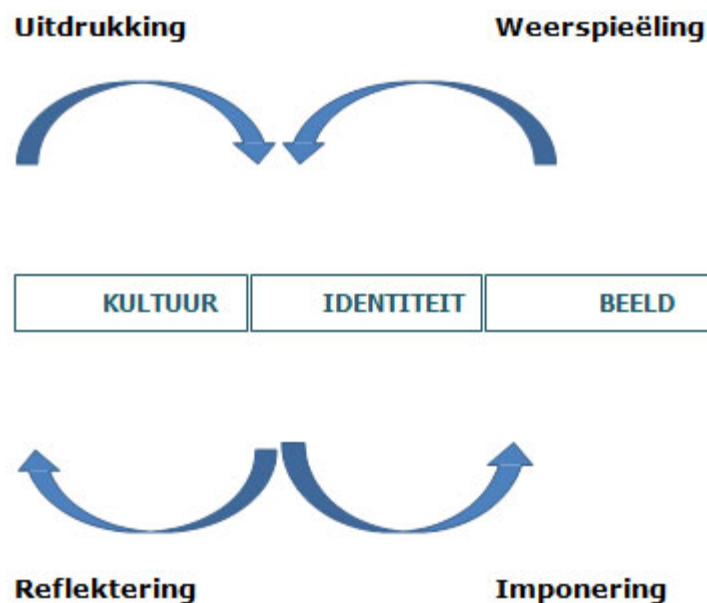 Uitdrukking Weerspieëling
KULTUUR IDENTITEIT BEELD
Reflektering Imponering